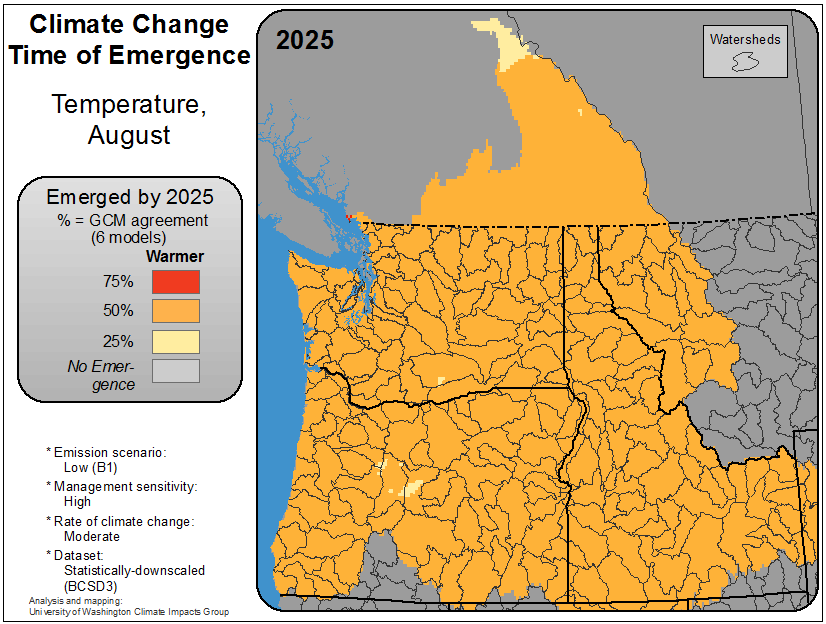 Climate Change
Time of Emergence
Temperature,
August
Emerged by 2025
% = GCM agreement
(6 models)
Warmer
75%
50%
25%
No Emer-
gence
* Emission scenario:
Low (B1)
* Management sensitivity:
High
* Rate of climate change:
Moderate
* Dataset:
Statistically-downscaled
(BCSD3)
Analysis and mapping:
University of Washington Climate Impacts Group
2025
Watersheds